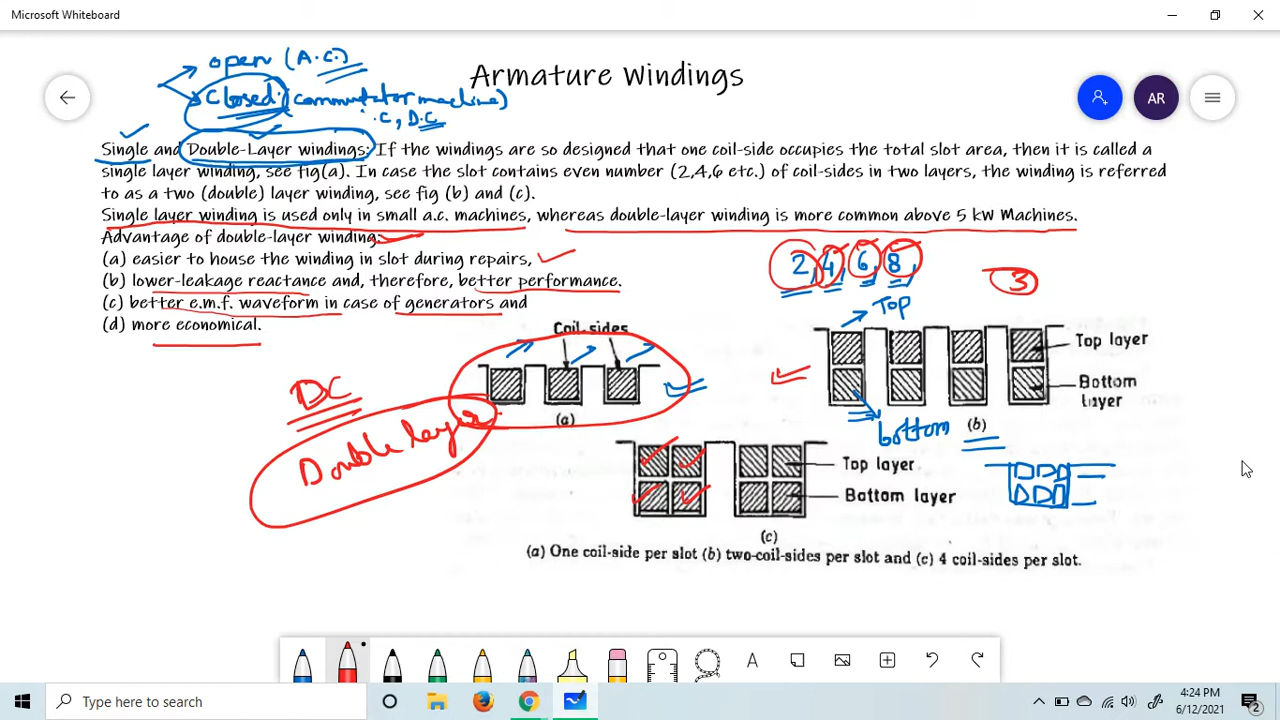 Microsoft Whiteboard
open (A.C.)
Armature Windings
Closed: (commutator machine)
.C, D.C
AR
Single and Double-Layer windings: If the windings are so designed that one coil-side occupies the total slot area, then it is called a
single layer winding, see fig(a). In case the slot contains even number (2,4,6 etc.) of coil-sides in two layers, the winding is referred
to as a two (double) layer winding, see fig (b) and (c).
Single layer winding is used only in small a.c. machines, whereas double-layer winding is more common above 5 kW Machines.
Advantage of double-layer winding:
(a) easier to house the winding in slot during repairs,
(b) lower-leakage reactance and, therefore, better performance.
(c) better e.m.f. waveform in case of generators and
(d) more economical.
2, 4, 6, 8,
3
Top
Coil-sides
Top layer
Bottom
layer
(a)
(b)
bottom
DC
Double layer
Top layer
Bottom layer
(c)
(a) One coil-side per slot (b) two-coil-sides per slot and (c) 4 coil-sides per slot.
A
Type here to search
4:24 PM
6/12/2021
2